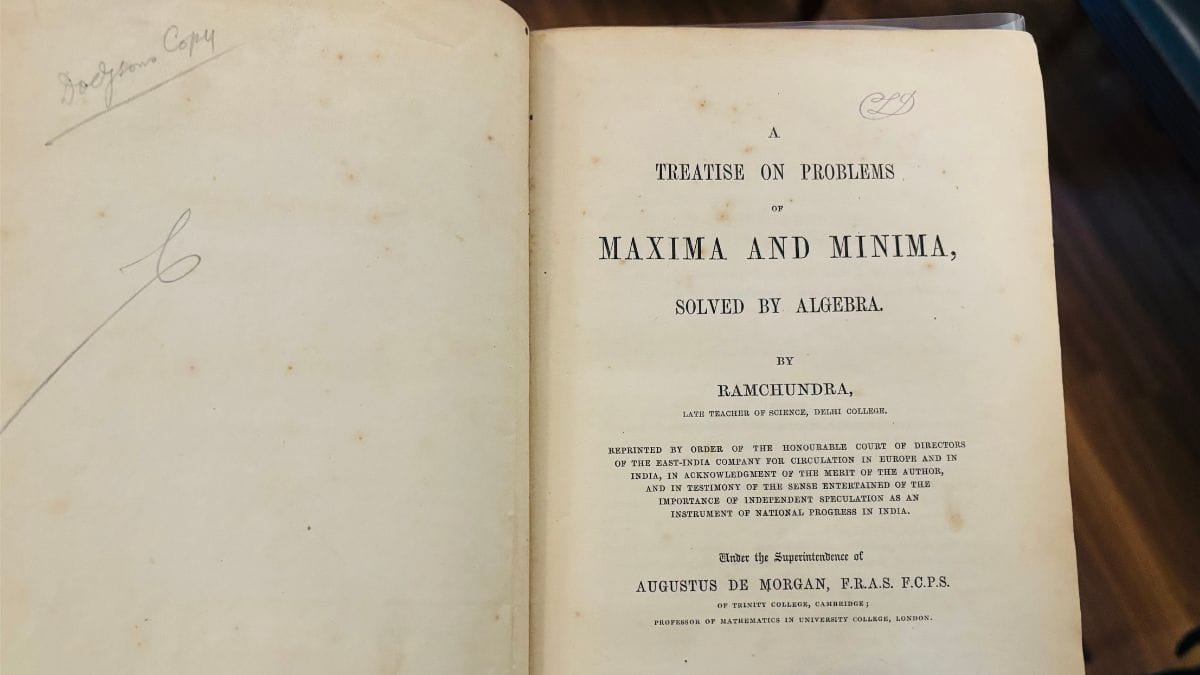 Dodgsons Copy
CLD
A
TREATISE ON PROBLEMS
OF
MAXIMA AND MINIMA,
SOLVED BY ALGEBRA.
BY
RAMCHUNDRA,
LATE TEACHER OF SCIENCE, DELHI COLLEGE.
REPRINTED BY ORDER OF THE HONOURABLE COURT OF DIRECTORS
OF THE EAST-INDIA COMPANY FOR CIRCULATION IN EUROPE AND IN
INDIA, IN ACKNOWLEDGMENT OF THE MERIT OF THE AUTHOR,
AND IN TESTIMONY OF THE SENSE ENTERTAINED OF THE
IMPORTANCE OF INDEPENDENT SPECULATION AS AN
INSTRUMENT OF NATIONAL PROGRESS IN INDIA.
Under the Superintendence of
AUGUSTUS DE MORGAN, F.R.A.S. F.C.P.S.
OF TRINITY COLLEGE, CAMBRIDGE;
PROFESSOR OF MATHEMATICS IN UNIVERSITY COLLEGE, LONDON.